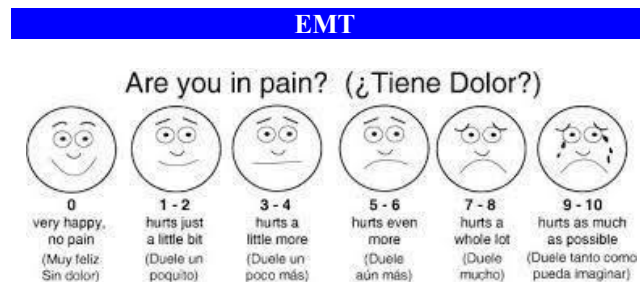 EMT
Are you in pain? (¿Tiene Dolor?)
0
very happy,
no pain
(Muy feliz
Sin dolor)
1 - 2
hurts just
a little bit
(Duele un
poquito)
3 - 4
hurts a
little more
(Duele un
poco más)
5 - 6
hurts even
more
(Duele
aún más)
7 - 8
hurts a
whole lot
(Duele
mucho)
9 - 10
hurts as much
as possible
(Duele tanto como
pueda imaginar)